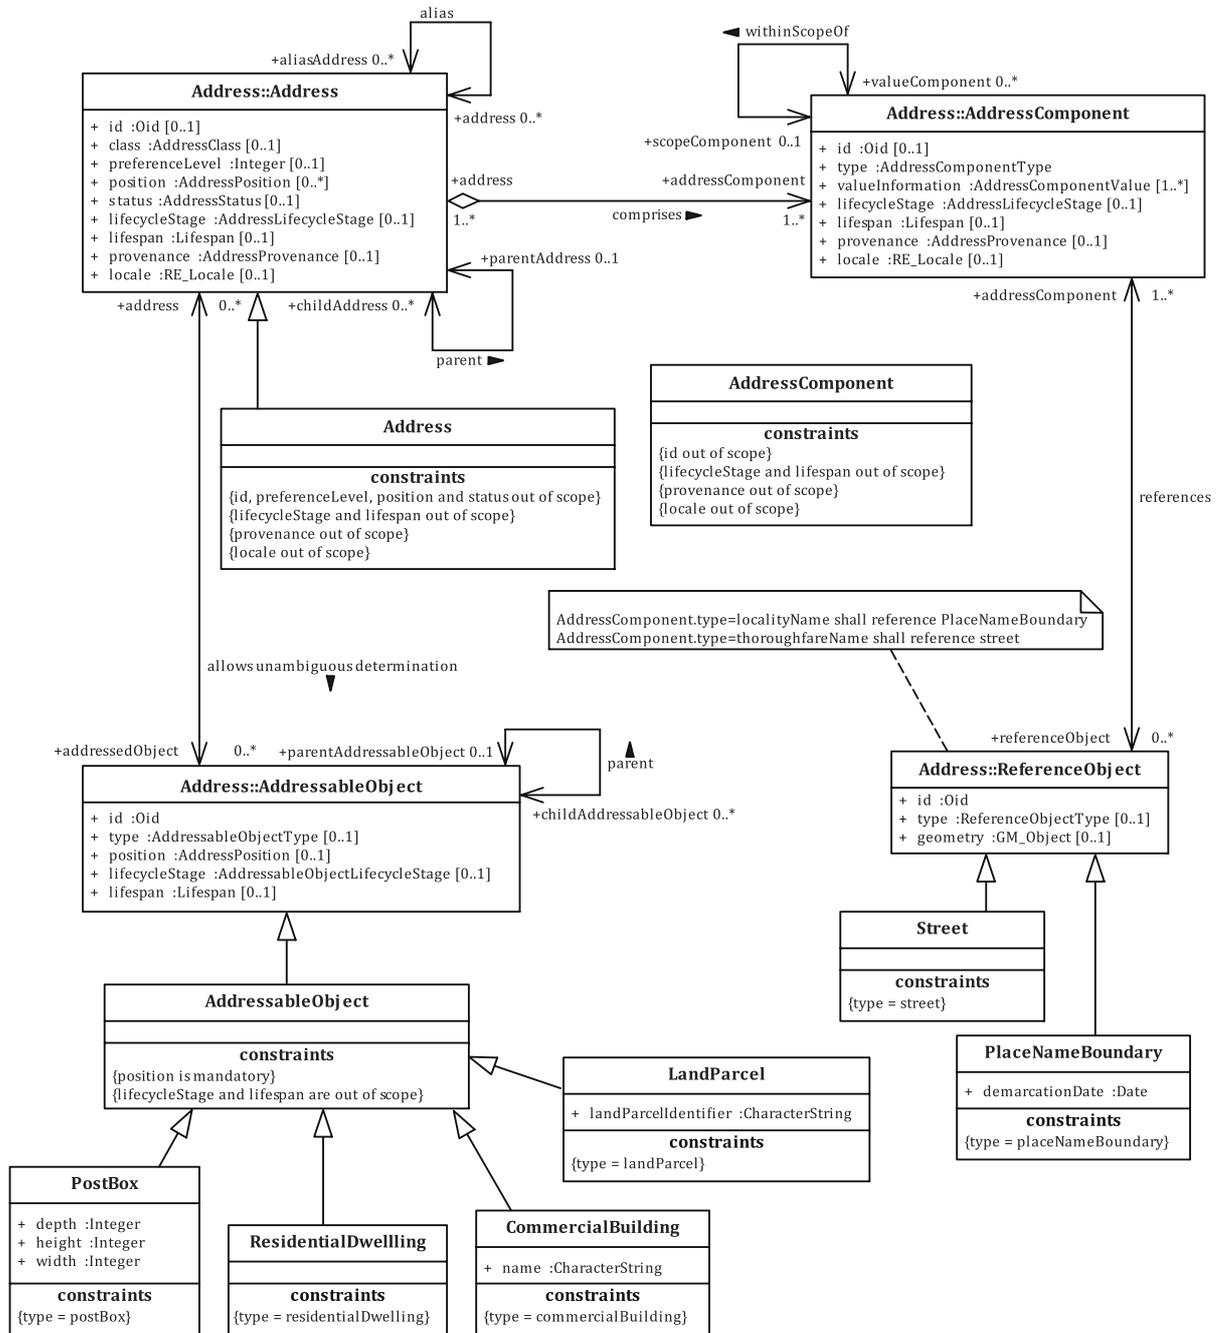 alias
+aliasAddress 0..*
Address::Address
+ id :Oid [0..1]
+ class :AddressClass [0..1]
+ preferenceLevel :Integer [0..1]
+ position :AddressPosition [0..*]
+ status :AddressStatus [0..1]
+ lifecycleStage :AddressLifecycleStage [0..1]
+ lifespan :Lifespan [0..1]
+ provenance :AddressProvenance [0..1]
+ locale :RE_Locale [0..1]
+address 0..*
+address
1..*
comprises
+addressComponent
1..*
+parentAddress 0..1
+childAddress 0..*
parent
+address 0..*
withinScopeOf
+valueComponent 0..*
+scopeComponent 0..1
Address::AddressComponent
+ id :Oid [0..1]
+ type :AddressComponentType
+ valueInformation :AddressComponentValue [1..*]
+ lifecycleStage :AddressLifecycleStage [0..1]
+ lifespan :Lifespan [0..1]
+ provenance :AddressProvenance [0..1]
+ locale :RE_Locale [0..1]
+addressComponent 1..*
Address
constraints
{id, preferenceLevel, position and status out of scope}
{lifecycleStage and lifespan out of scope}
{provenance out of scope}
{locale out of scope}
AddressComponent
constraints
{id out of scope}
{lifecycleStage and lifespan out of scope}
{provenance out of scope}
{locale out of scope}
references
AddressComponent.type=localityName shall reference PlaceNameBoundary
AddressComponent.type=thoroughfareName shall reference street
allows unambiguous determination
+addressedObject 0..*
+parentAddressableObject 0..1
parent
+childAddressableObject 0..*
Address::AddressableObject
+ id :Oid
+ type :AddressableObjectType [0..1]
+ position :AddressPosition [0..1]
+ lifecycleStage :AddressableObjectLifecycleStage [0..1]
+ lifespan :Lifespan [0..1]
+referenceObject 0..*
Address::ReferenceObject
+ id :Oid
+ type :ReferenceObjectType [0..1]
+ geometry :GM_Object [0..1]
Street
constraints
{type = street}
PlaceNameBoundary
+ demarcationDate :Date
constraints
{type = placeNameBoundary}
AddressableObject
constraints
{position is mandatory}
{lifecycleStage and lifespan are out of scope}
LandParcel
+ landParcelIdentifier :CharacterString
constraints
{type = landParcel}
PostBox
+ depth :Integer
+ height :Integer
+ width :Integer
constraints
{type = postBox}
ResidentialDwellling
constraints
{type = residentialDwelling}
CommercialBuilding
+ name :CharacterString
constraints
{type = commercialBuilding}